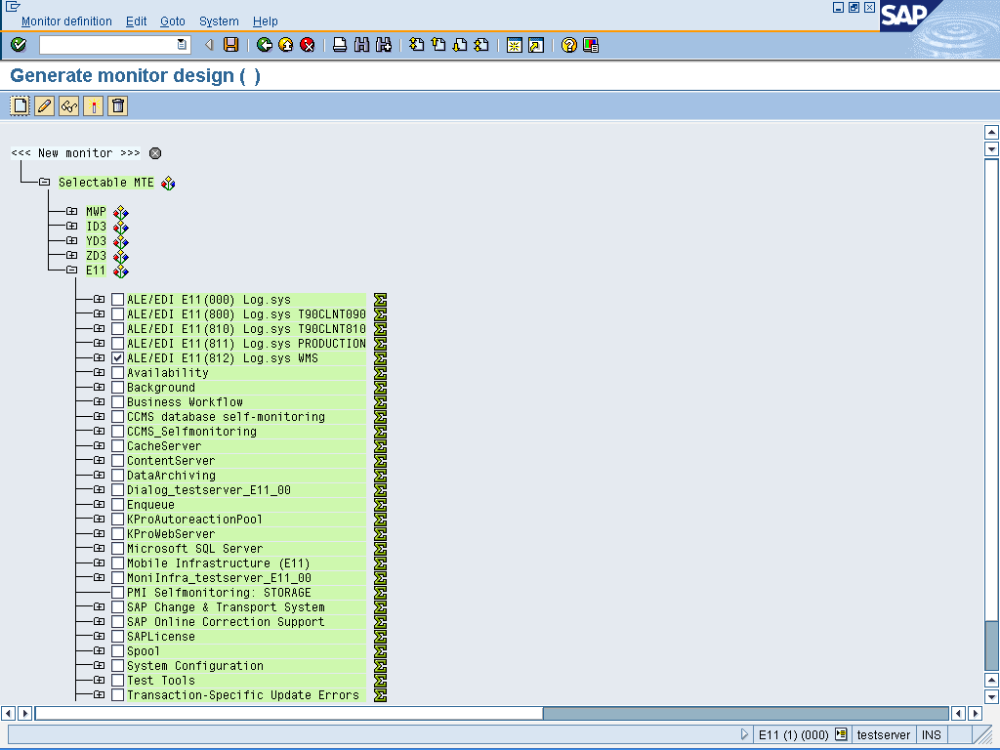 Monitor definition Edit Goto System Help
SAP
Generate monitor design ( )
<<< New monitor >>>
Selectable MTE
MWP
ID3
YD3
ZD3
E11
ALE/EDI E11(000) Log.sys
ALE/EDI E11(800) Log.sys T90CLNT090
ALE/EDI E11(810) Log.sys T90CLNT810
ALE/EDI E11(811) Log.sys PRODUCTION
ALE/EDI E11(812) Log.sys WMS
Availability
Background
Business Workflow
CCMS database self-monitoring
CCMS_Selfmonitoring
CacheServer
ContentServer
DataArchiving
Dialog_testserver_E11_00
Enqueue
KProAutoreactionPool
KProWebServer
Microsoft SQL Server
Mobile Infrastructure (E11)
MoniInfra_testserver_E11_00
PMI Selfmonitoring: STORAGE
SAP Change & Transport System
SAP Online Correction Support
SAPLicense
Spool
System Configuration
Test Tools
Transaction-Specific Update Errors
E11 (1) (000) testserver INS